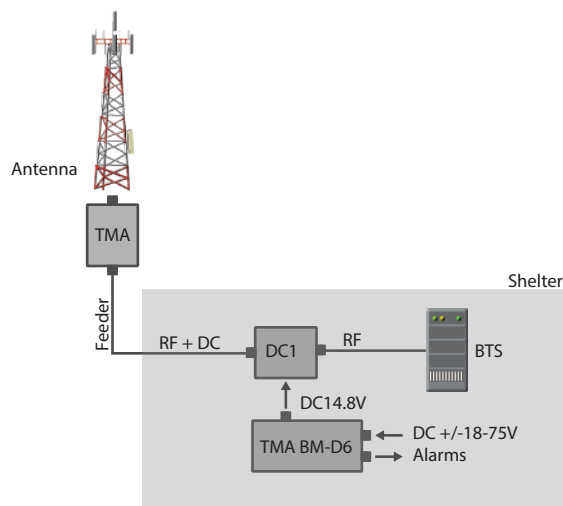 Antenna
TMA
Shelter
Feeder
RF + DC
DC1
RF
BTS
DC14.8V
TMA BM-D6
DC +/-18-75V
Alarms